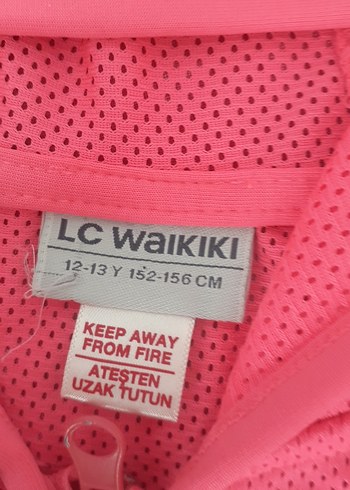 LC WAIKIKI
12-13 Y 152-156 CM
KEEP AWAY
FROM FIRE
ATEŞTEN
UZAK TUTUN